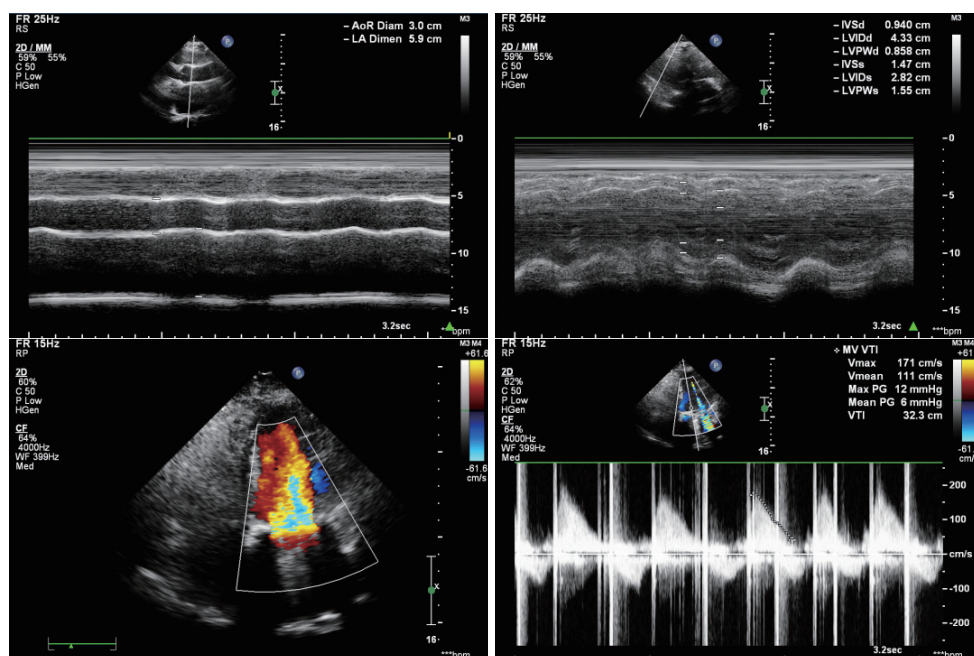 FR 25Hz
RS
2D / MM
59% 55%
C 50
P Low
HGen
P
AoR Diam 3.0 cm
LA Dimen 5.9 cm
M3
X
16
0
5
10
15
3.2sec
***bpm
FR 25Hz
RS
2D / MM
59% 55%
C 50
P Low
HGen
P
IVSd 0.940 cm
LVIDd 4.33 cm
LVPWd 0.858 cm
IVSs 1.47 cm
LVIDs 2.82 cm
LVPWs 1.55 cm
M3
X
16
0
5
10
15
3.2sec
***bpm
FR 15Hz
RP
2D
60%
C 50
P Low
HGen
CF
64%
4000Hz
WF 399Hz
Med
P
M3 M4
+61.6
-61.6
cm/s
X
16
***bpm
FR 15Hz
RP
2D
62%
C 50
P Low
HGen
CF
64%
4000Hz
WF 399Hz
Med
P
MV VTI
Vmax 171 cm/s
Vmean 111 cm/s
Max PG 12 mmHg
Mean PG 6 mmHg
VTI 32.3 cm
M3 M4
+61.6
-61.6
cm/s
X
16
200
100
cm/s
-100
-200
3.2sec
***bpm